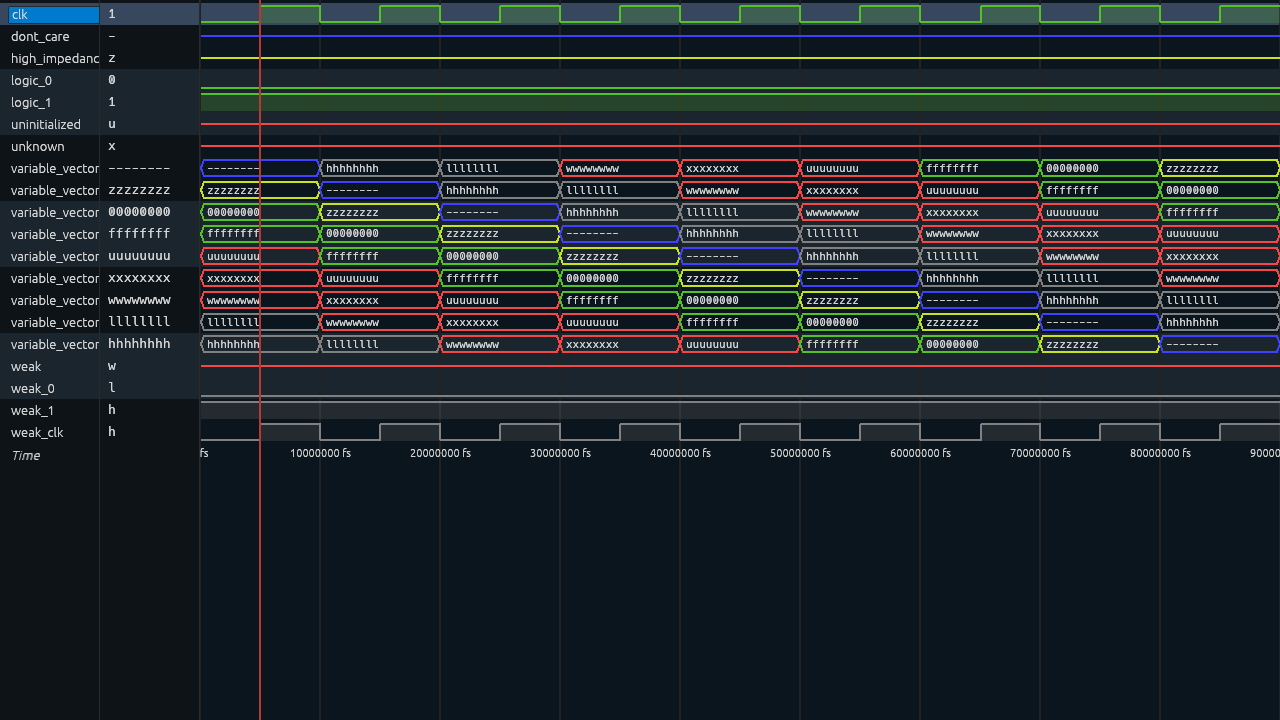 clk 1
dont_care –
high_impedanc z
logic_0 0
logic_1 1
uninitialized u
unknown x
variable_vector -------- -------- hhhhhhhh llllllll wwwwwwww xxxxxxxx uuuuuuuu ffffffff 00000000 zzzzzzzz
variable_vector zzzzzzzz zzzzzzzz -------- hhhhhhhh llllllll wwwwwwww xxxxxxxx uuuuuuuu ffffffff 00000000
variable_vector 00000000 00000000 zzzzzzzz -------- hhhhhhhh llllllll wwwwwwww xxxxxxxx uuuuuuuu ffffffff
variable_vector ffffffff ffffffff 00000000 zzzzzzzz -------- hhhhhhhh llllllll wwwwwwww xxxxxxxx uuuuuuuu
variable_vector uuuuuuuu uuuuuuuu ffffffff 00000000 zzzzzzzz -------- hhhhhhhh llllllll wwwwwwww xxxxxxxx
variable_vector xxxxxxxx xxxxxxxx uuuuuuuu ffffffff 00000000 zzzzzzzz -------- hhhhhhhh llllllll wwwwwwww
variable_vector wwwwwwww wwwwwwww xxxxxxxx uuuuuuuu ffffffff 00000000 zzzzzzzz -------- hhhhhhhh llllllll
variable_vector llllllll llllllll wwwwwwww xxxxxxxx uuuuuuuu ffffffff 00000000 zzzzzzzz -------- hhhhhhhh
variable_vector hhhhhhhh hhhhhhhh llllllll wwwwwwww xxxxxxxx uuuuuuuu ffffffff 00000000 zzzzzzzz --------
weak w
weak_0 l
weak_1 h
weak_clk h
Time fs 10000000 fs 20000000 fs 30000000 fs 40000000 fs 50000000 fs 60000000 fs 70000000 fs 80000000 fs 90000